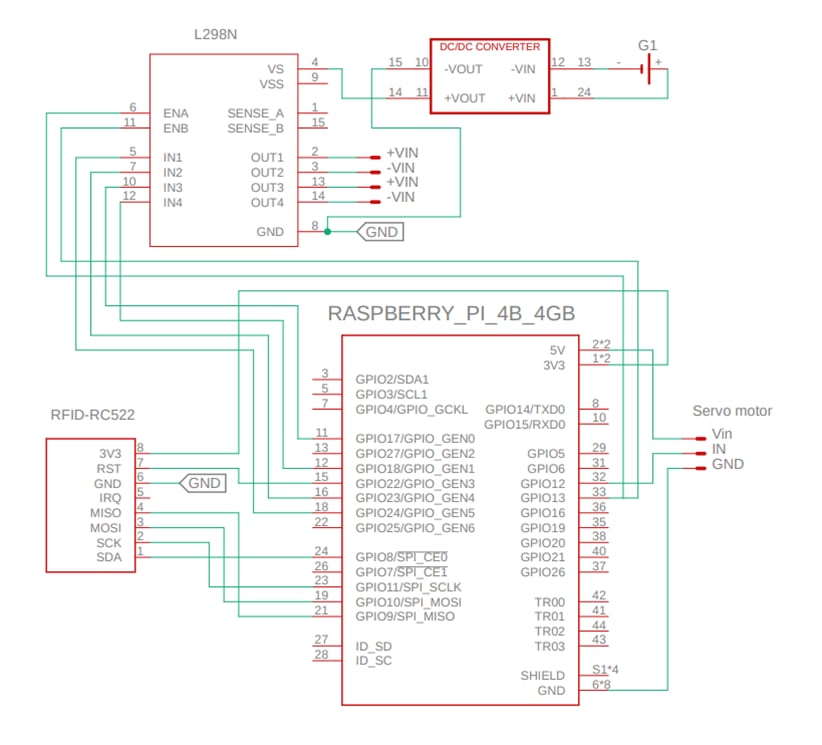 L298N
DC/DC CONVERTER
G1
VS 4
VSS 9
15 10 -VOUT -VIN 12 13 - +
14 11 +VOUT +VIN 1 24
6 ENA SENSE_A 1
11 ENB SENSE_B 15
5 IN1 OUT1 2 +VIN
7 IN2 OUT2 3 -VIN
10 IN3 OUT3 13 +VIN
12 IN4 OUT4 14 -VIN
GND 8 GND
RASPBERRY_PI_4B_4GB
5V 2*2
3V3 1*2
3 GPIO2/SDA1
5 GPIO3/SCL1
7 GPIO4/GPIO_GCKL GPIO14/TXD0 8
GPIO15/RXD0 10
11 GPIO17/GPIO_GEN0
13 GPIO27/GPIO_GEN2 GPIO5 29
12 GPIO18/GPIO_GEN1 GPIO6 31
15 GPIO22/GPIO_GEN3 GPIO12 32
16 GPIO23/GPIO_GEN4 GPIO13 33
18 GPIO24/GPIO_GEN5 GPIO16 36
22 GPIO25/GPIO_GEN6 GPIO19 35
GPIO20 38
24 GPIO8/SPI_CE0 GPIO21 40
26 GPIO7/SPI_CE1 GPIO26 37
23 GPIO11/SPI_SCLK
19 GPIO10/SPI_MOSI TR00 42
21 GPIO9/SPI_MISO TR01 41
TR02 44
27 ID_SD TR03 43
28 ID_SC
SHIELD S1*4
GND 6*8
RFID-RC522
3V3 8
RST 7
GND 6 GND
IRQ 5
MISO 4
MOSI 3
SCK 2
SDA 1
Servo motor
Vin
IN
GND